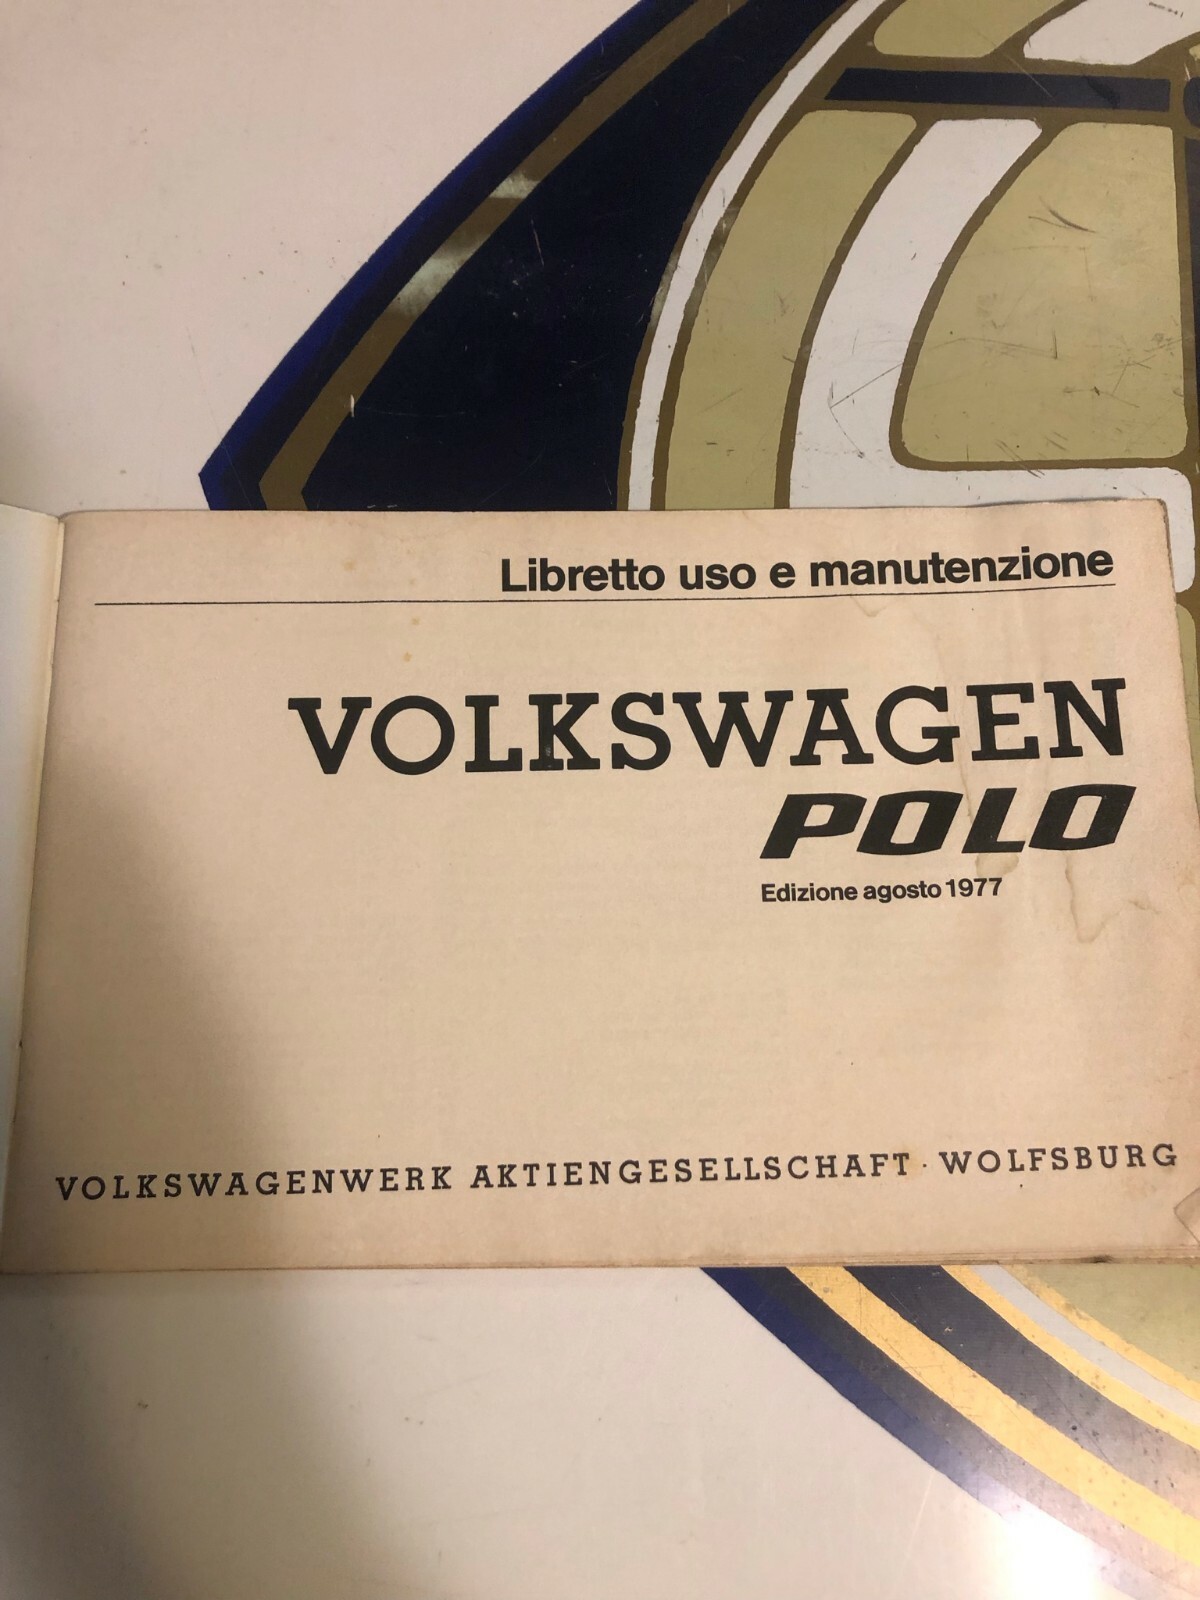 Libretto uso e manutenzione
VOLKSWAGEN
POLO
Edizione agosto 1977
VOLKSWAGENWERK AKTIENGESELLSCHAFT · WOLFSBURG